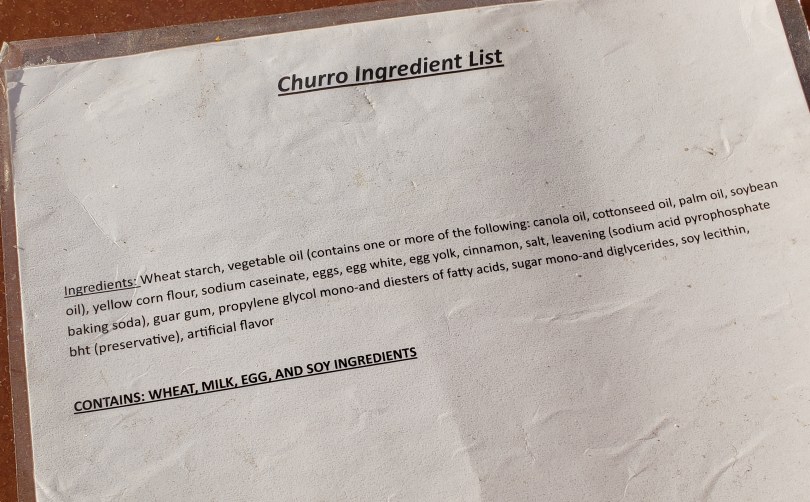 Churro Ingredient List
Ingredients: Wheat starch, vegetable oil (contains one or more of the following: canola oil, cottonseed oil, palm oil, soybean
oil), yellow corn flour, sodium caseinate, eggs, egg white, egg yolk, cinnamon, salt, leavening (sodium acid pyrophosphate
baking soda), guar gum, propylene glycol mono-and diesters of fatty acids, sugar mono-and diglycerides, soy lecithin,
bht (preservative), artificial flavor
CONTAINS: WHEAT, MILK, EGG, AND SOY INGREDIENTS